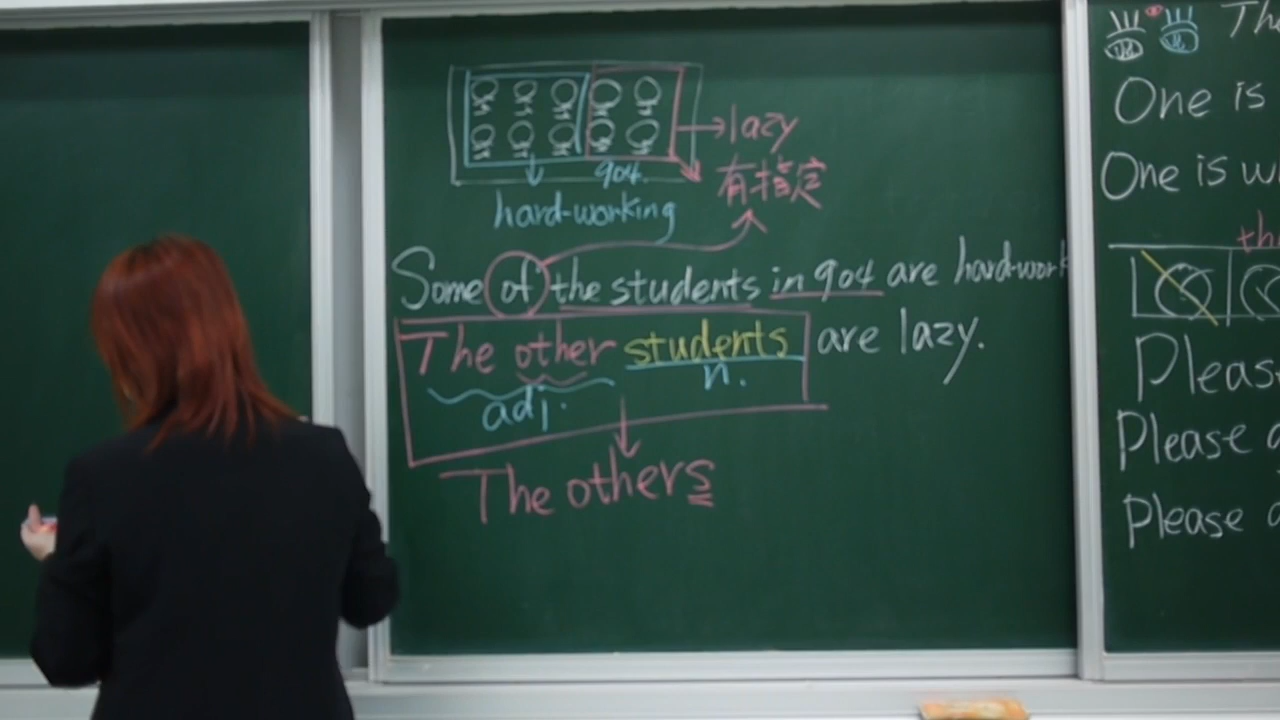 lazy
904.
有指定
hard-working
Some of the students in 904 are hard-work
The other students are lazy.
adj.
n.
The others
One is
One is
Please
Please
Please